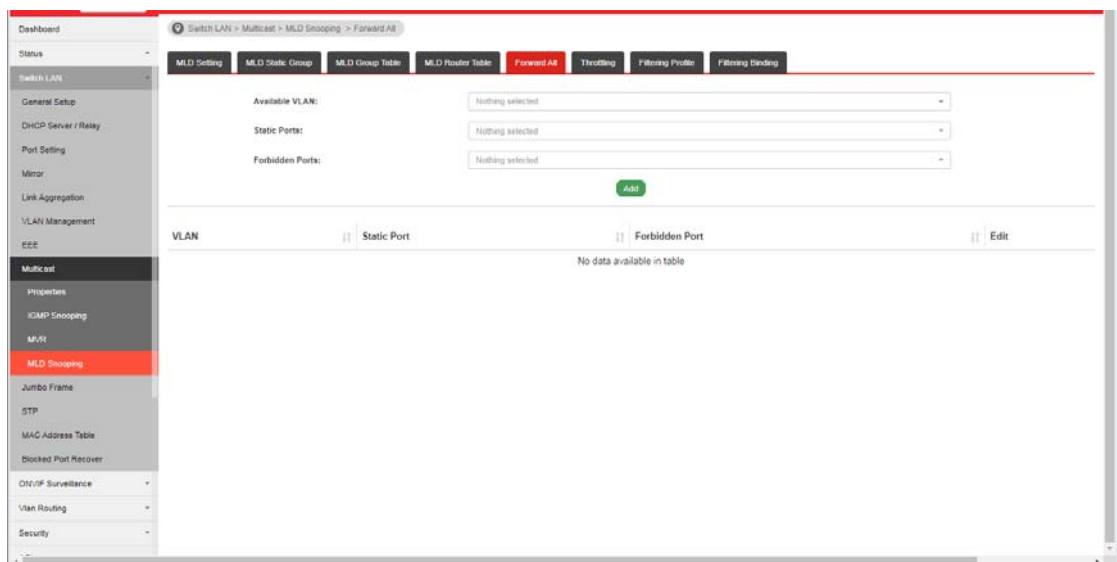 Dashboard
Status
Switch LAN
General Setup
DHCP Server / Relay
Port Setting
Mirror
Link Aggregation
VLAN Management
EEE
Multicast
Properties
IGMP Snooping
MVR
MLD Snooping
Jumbo Frame
STP
MAC Address Table
Blocked Port Recover
ONVIF Surveillance
Vlan Routing
Security
Switch LAN > Multicast > MLD Snooping > Forward All
MLD Setting MLD Static Group MLD Group Table MLD Router Table Forward All Throttling Filtering Profile Filtering Binding
Available VLAN: Nothing selected
Static Ports: Nothing selected
Forbidden Ports: Nothing selected
Add
VLAN Static Port Forbidden Port Edit
No data available in table